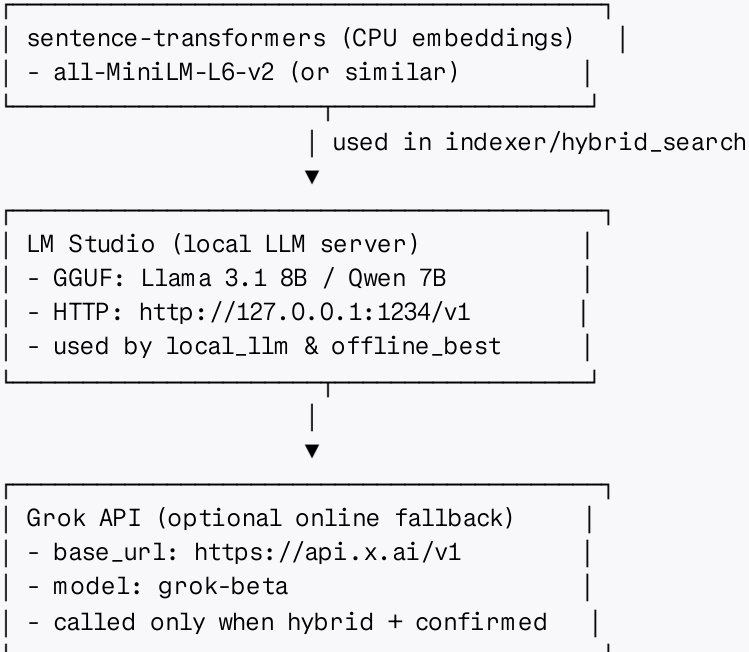 sentence-transformers (CPU embeddings)
- all-MiniLM-L6-v2 (or similar)
used in indexer/hybrid_search
▼
LM Studio (local LLM server)
- GGUF: Llama 3.1 8B / Qwen 7B
- HTTP: http://127.0.0.1:1234/v1
- used by local_llm & offline_best
▼
Grok API (optional online fallback)
- base_url: https://api.x.ai/v1
- model: grok-beta
- called only when hybrid + confirmed